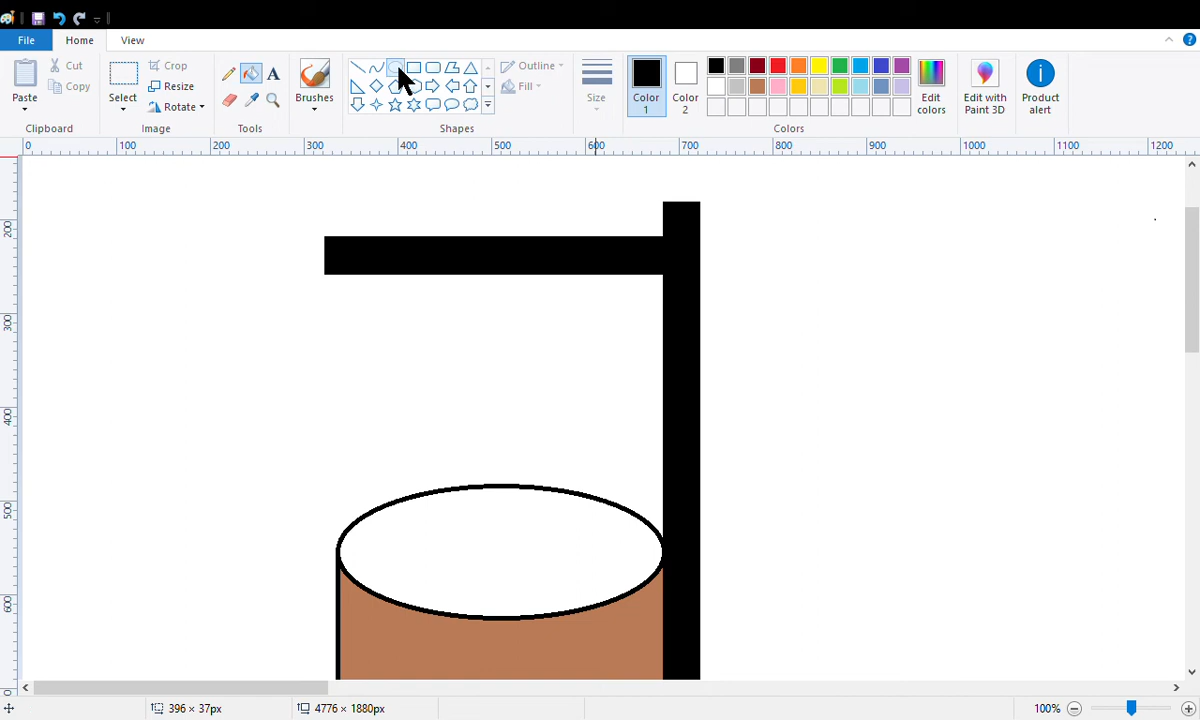 File Home View
Paste
Cut
Copy
Clipboard
Select
Crop
Resize
Rotate
Image
A
Tools
Brushes
Shapes
Outline
Fill
Size
Color
1
Color
2
Colors
Edit
colors
Edit with
Paint 3D
Product
alert
0 100 200 300 400 500 600 700 800 900 1000 1100 1200
200
300
400
500
600
396 × 37px 4776 × 1880px 100%